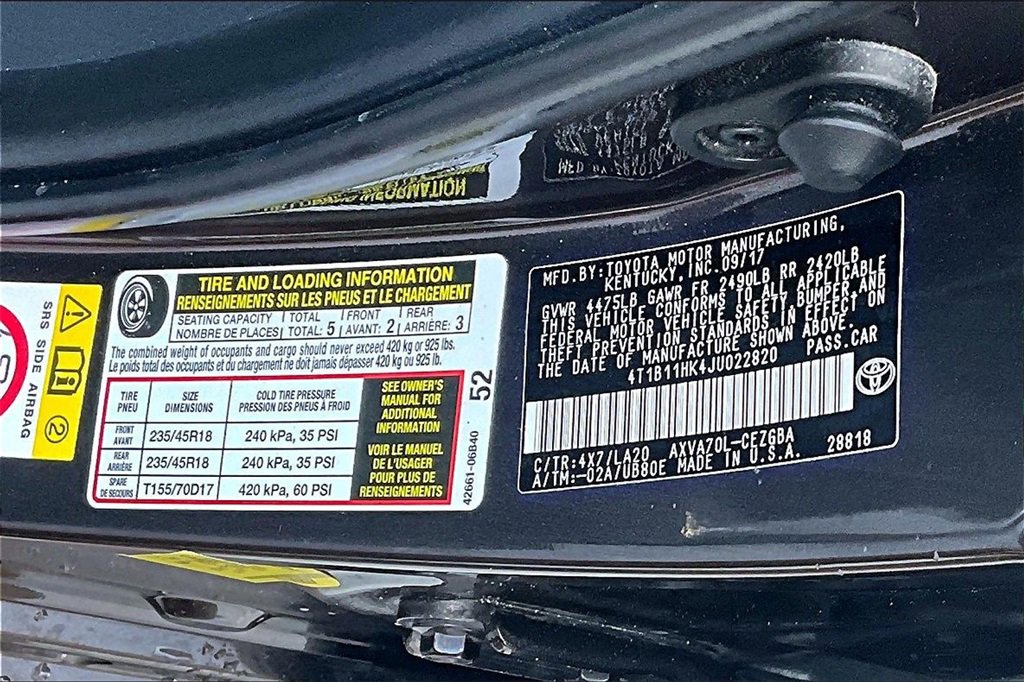 SRS SIDE AIRBAG
2
TIRE AND LOADING INFORMATION
RENSEIGNEMENTS SUR LES PNEUS ET LE CHARGEMENT
SEATING CAPACITY TOTAL FRONT REAR
NOMBRE DE PLACES TOTAL: 5 AVANT: 2 ARRIÈRE: 3
The combined weight of occupants and cargo should never exceed 420 kg or 925 lbs.
Le poids total des occupants et du chargement ne doit jamais dépasser 420 kg ou 925 lb.
TIRE PNEU SIZE DIMENSIONS COLD TIRE PRESSURE PRESSION DES PNEUS À FROID
FRONT AVANT 235/45R18 240 kPa, 35 PSI
REAR ARRIÈRE 235/45R18 240 kPa, 35 PSI
SPARE DE SECOURS T155/70D17 420 kPa, 60 PSI
SEE OWNER'S
MANUAL FOR
ADDITIONAL
INFORMATION
VOIR LE MANUEL
DE L'USAGER
POUR PLUS DE
RENSEIGNEMENTS
52
42661-06B40
MFD. BY: TOYOTA MOTOR MANUFACTURING,
KENTUCKY, INC. 09/17
GVWR 4475LB GAWR FR 2490LB RR 2420LB
THIS VEHICLE CONFORMS TO ALL APPLICABLE
FEDERAL MOTOR VEHICLE SAFETY, BUMPER AND
THEFT PREVENTION STANDARDS IN EFFECT ON
THE DATE OF MANUFACTURE SHOWN ABOVE.
4T1B11HK4JU022820 PASS. CAR
C/TR:4X7/LA20 AXVA70L-CEZGBA
A/TM:-02A/UB80E MADE IN U.S.A. 28818